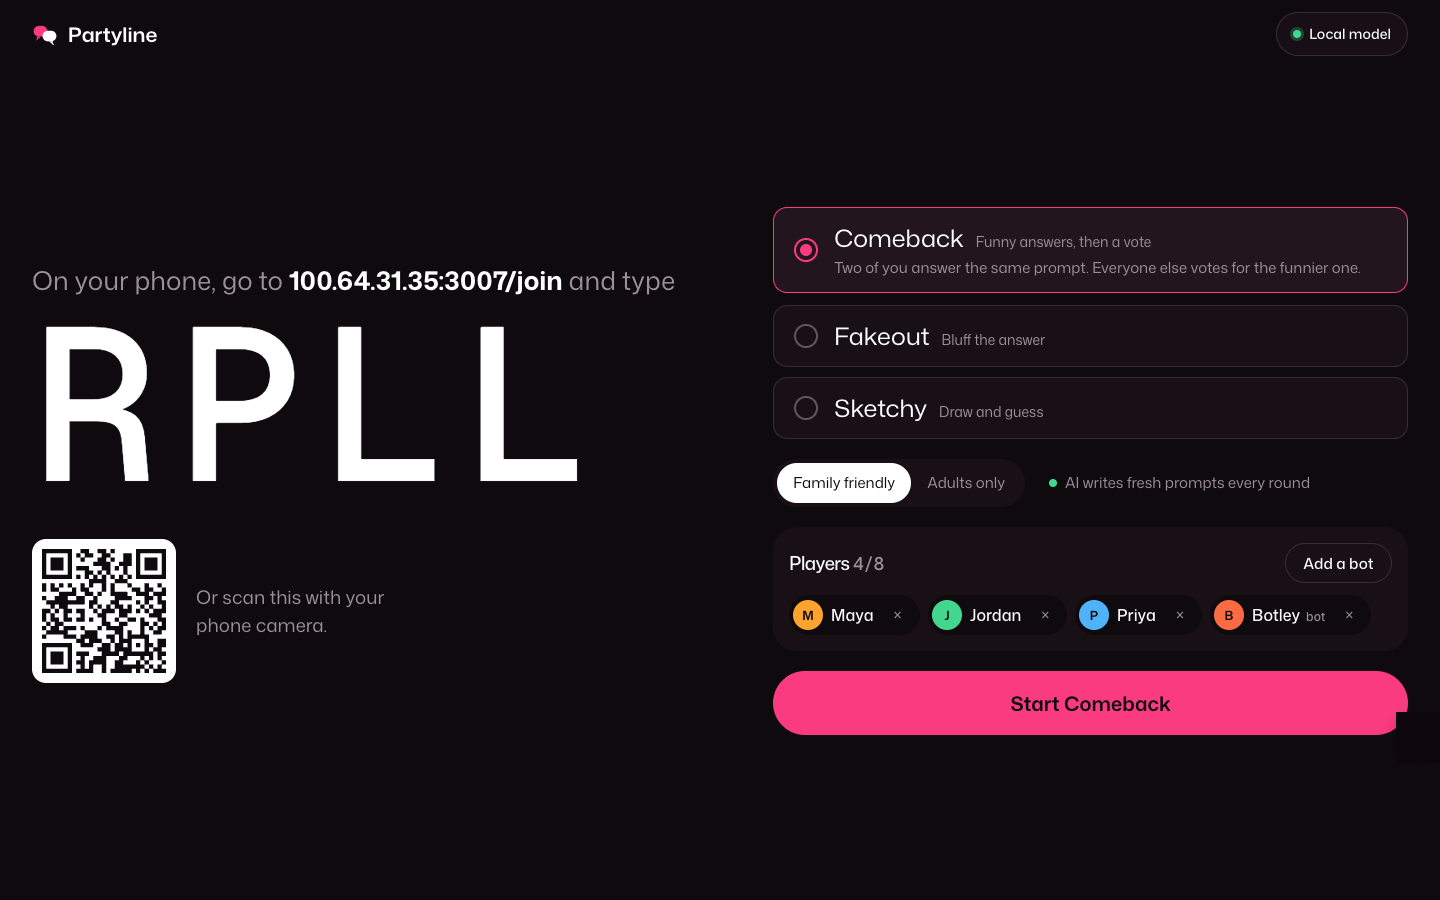 Partyline
Local model
On your phone, go to 100.64.31.35:3007/join and type
RPLL
Or scan this with your
phone camera.
Comeback Funny answers, then a vote
Two of you answer the same prompt. Everyone else votes for the funnier one.
Fakeout Bluff the answer
Sketchy Draw and guess
Family friendly Adults only AI writes fresh prompts every round
Players 4/8 Add a bot
M Maya × J Jordan × P Priya × B Botley bot ×
Start Comeback